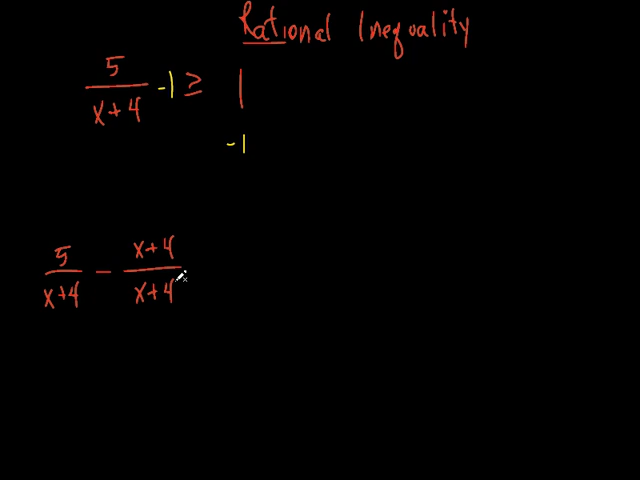 Rational Inequality
5/(x+4) -1 ≥ 1
-1
5/(x+4) - (x+4)/(x+4)